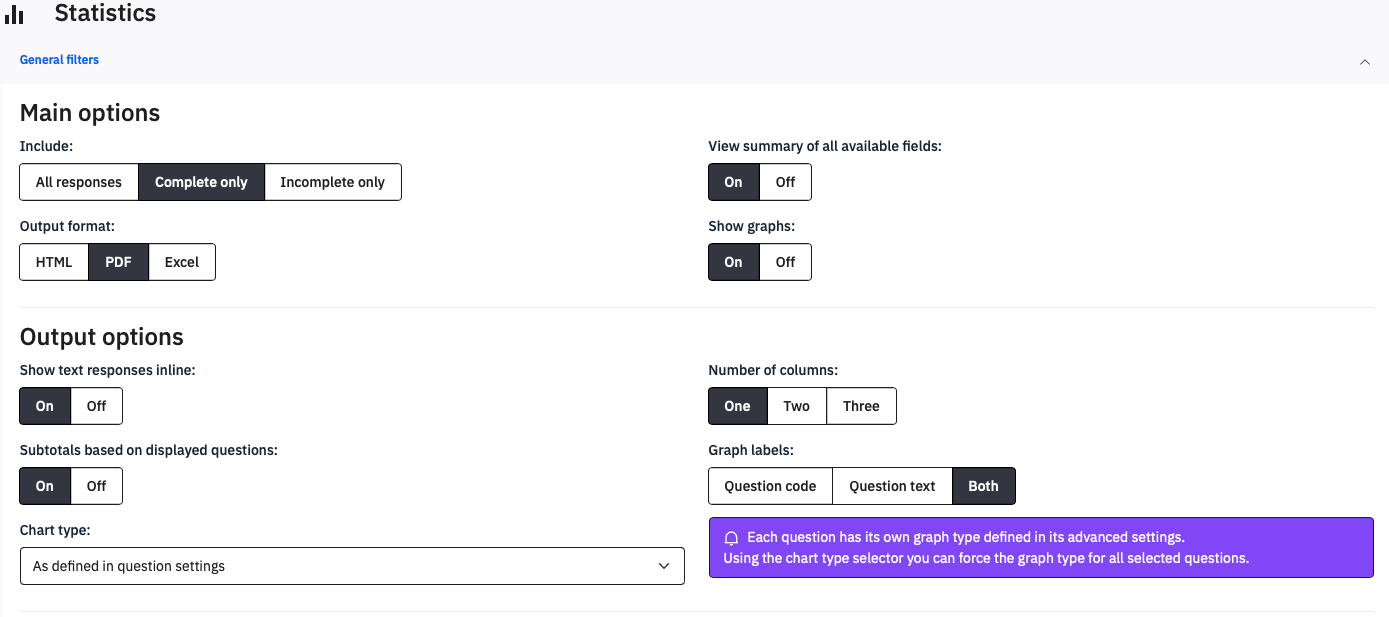 Statistics
General filters
Main options
Include:
All responses Complete only Incomplete only
View summary of all available fields:
On Off
Output format:
HTML PDF Excel
Show graphs:
On Off
Output options
Show text responses inline:
On Off
Number of columns:
One Two Three
Subtotals based on displayed questions:
On Off
Graph labels:
Question code Question text Both
Chart type:
As defined in question settings
Each question has its own graph type defined in its advanced settings.
Using the chart type selector you can force the graph type for all selected questions.